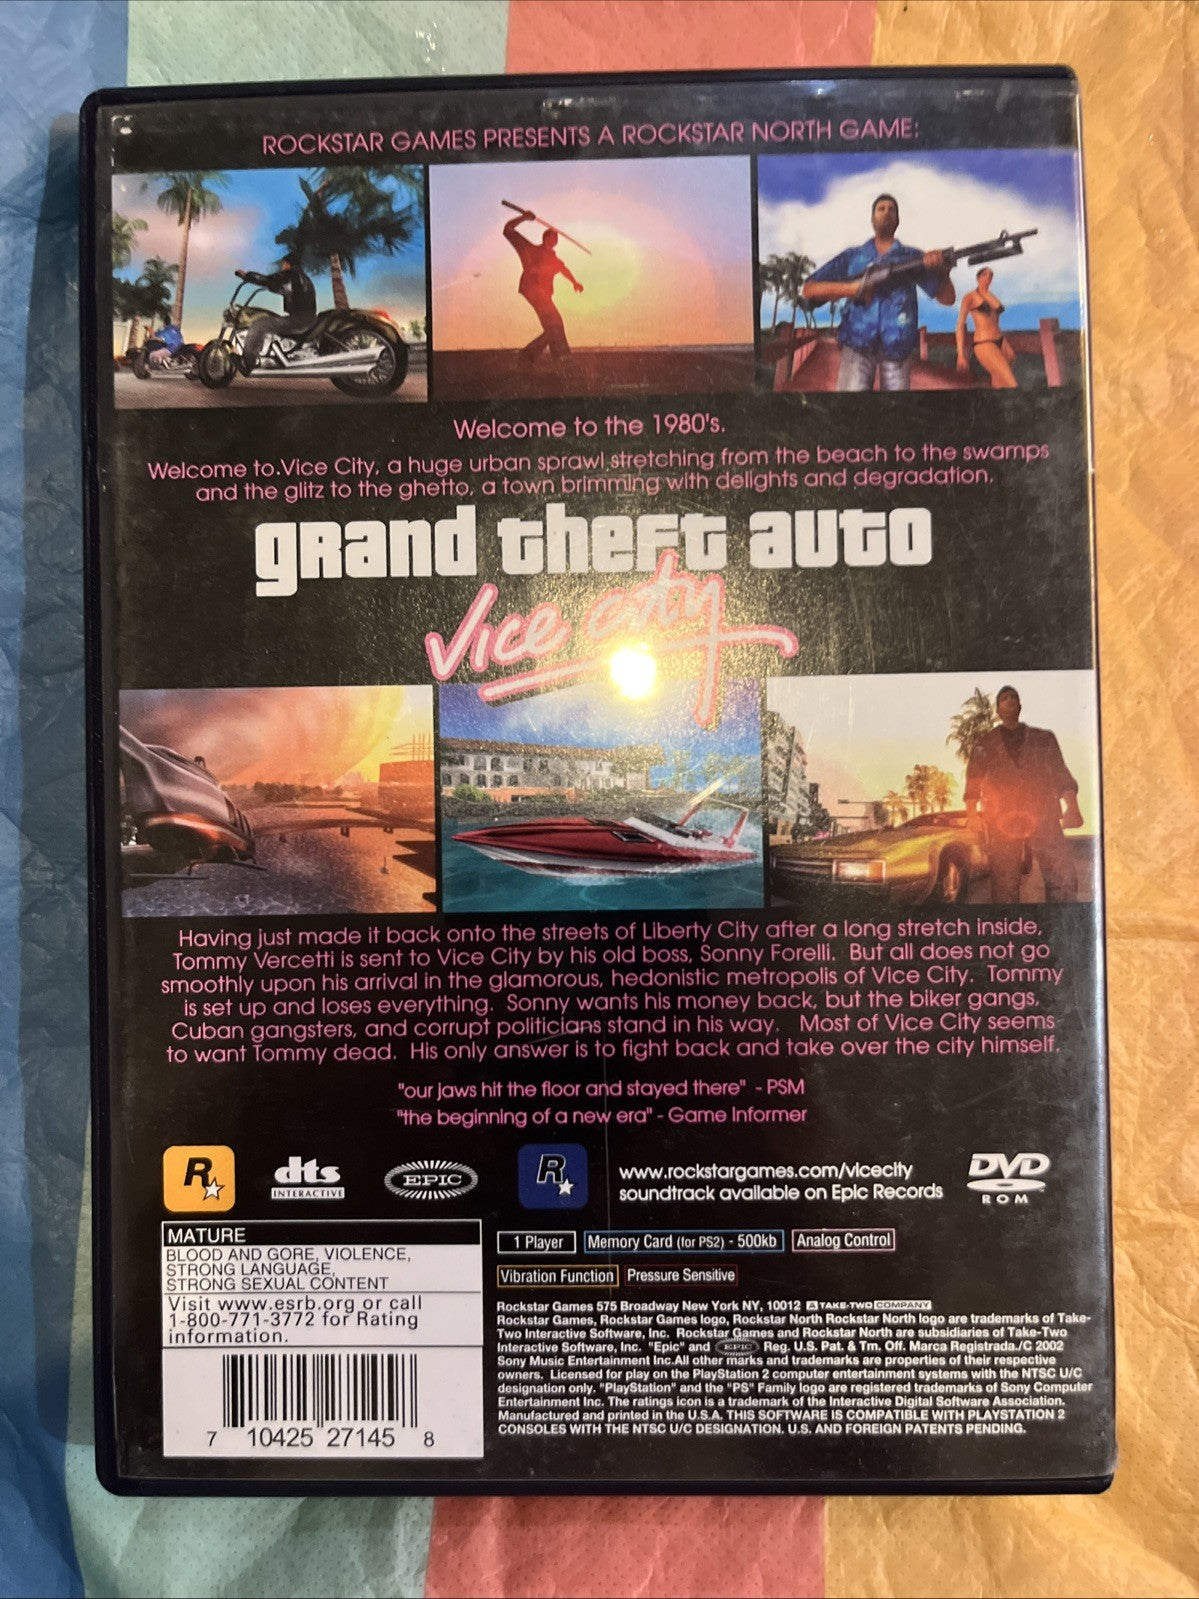 ROCKSTAR GAMES PRESENTS A ROCKSTAR NORTH GAME:
Welcome to the 1980's.
Welcome to.Vice City, a huge urban sprawl stretching from the beach to the swamps
and the glitz to the ghetto, a town brimming with delights and degradation.
grand theft auto
Vice City
Having just made it back onto the streets of Liberty City after a long stretch inside,
Tommy Vercetti is sent to Vice City by his old boss, Sonny Forelli. But all does not go
smoothly upon his arrival in the glamorous, hedonistic metropolis of Vice City. Tommy
is set up and loses everything. Sonny wants his money back, but the biker gangs,
Cuban gangsters, and corrupt politicians stand in his way. Most of Vice City seems
to want Tommy dead. His only answer is to fight back and take over the city himself.
"our jaws hit the floor and stayed there" - PSM
"the beginning of a new era" - Game Informer
R
dts
INTERACTIVE
EPIC
R
www.rockstargames.com/vicecity
soundtrack available on Epic Records
DVD
ROM
MATURE
BLOOD AND GORE, VIOLENCE,
STRONG LANGUAGE,
STRONG SEXUAL CONTENT
Visit www.esrb.org or call
1-800-771-3772 for Rating
information.
7 10425 27145 8
1 Player
Memory Card (for PS2) - 500kb
Analog Control
Vibration Function
Pressure Sensitive
Rockstar Games 575 Broadway New York NY, 10012 A TAKE-TWO COMPANY
Rockstar Games, Rockstar Games logo, Rockstar North Rockstar North logo are trademarks of Take-
Two Interactive Software, Inc. Rockstar Games and Rockstar North are subsidiaries of Take-Two
Interactive Software, Inc. "Epic" and EPIC Reg. U.S. Pat. & Tm. Off. Marca Registrada./C 2002
Sony Music Entertainment Inc.All other marks and trademarks are properties of their respective
owners. Licensed for play on the PlayStation 2 computer entertainment systems with the NTSC U/C
designation only. "PlayStation" and the "PS" Family logo are registered trademarks of Sony Computer
Entertainment Inc. The ratings icon is a trademark of the Interactive Digital Software Association.
Manufactured and printed in the U.S.A. THIS SOFTWARE IS COMPATIBLE WITH PLAYSTATION 2
CONSOLES WITH THE NTSC U/C DESIGNATION. U.S. AND FOREIGN PATENTS PENDING.